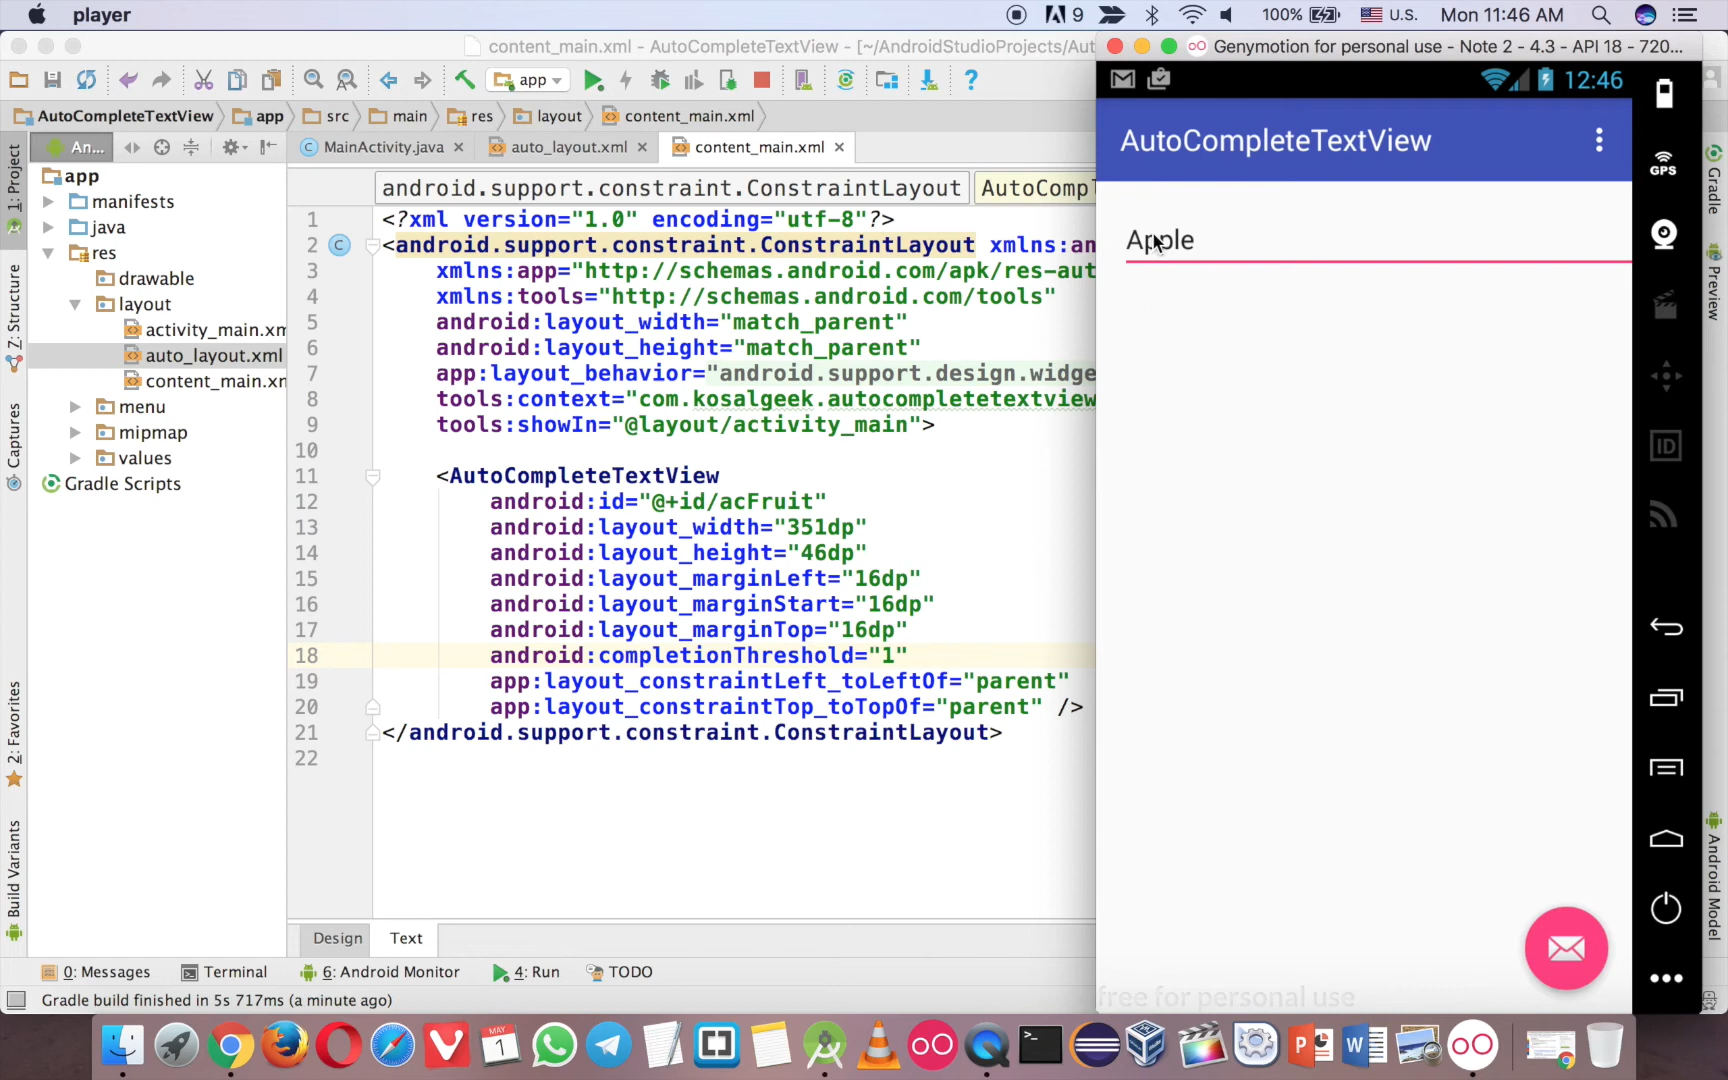 player
9
100%
U.S.
Mon 11:46 AM
content_main.xml - AutoCompleteTextView - [~/AndroidStudioProjects/Aut
Genymotion for personal use - Note 2 - 4.3 - API 18 - 720...
app
AutoCompleteTextView
app
src
main
res
layout
content_main.xml
An...
MainActivity.java
auto_layout.xml
content_main.xml
1: Project
Z: Structure
Captures
2: Favorites
Build Variants
app
manifests
java
res
drawable
layout
activity_main.xm
auto_layout.xml
content_main.xm
menu
mipmap
values
Gradle Scripts
android.support.constraint.ConstraintLayout
AutoComp
1 <?xml version="1.0" encoding="utf-8"?>
2 <android.support.constraint.ConstraintLayout xmlns:an
3 xmlns:app="http://schemas.android.com/apk/res-aut
4 xmlns:tools="http://schemas.android.com/tools"
5 android:layout_width="match_parent"
6 android:layout_height="match_parent"
7 app:layout_behavior="android.support.design.widge
8 tools:context="com.kosalgeek.autocompletetextview
9 tools:showIn="@layout/activity_main">
10
11 <AutoCompleteTextView
12 android:id="@+id/acFruit"
13 android:layout_width="351dp"
14 android:layout_height="46dp"
15 android:layout_marginLeft="16dp"
16 android:layout_marginStart="16dp"
17 android:layout_marginTop="16dp"
18 android:completionThreshold="1"
19 app:layout_constraintLeft_toLeftOf="parent"
20 app:layout_constraintTop_toTopOf="parent" />
21 </android.support.constraint.ConstraintLayout>
22
Design
Text
0: Messages
Terminal
6: Android Monitor
4: Run
TODO
Gradle build finished in 5s 717ms (a minute ago)
12:46
AutoCompleteTextView
Apple
free for personal use
GPS
ID
Gradle
Preview
Android Model
MAY
1
P
W